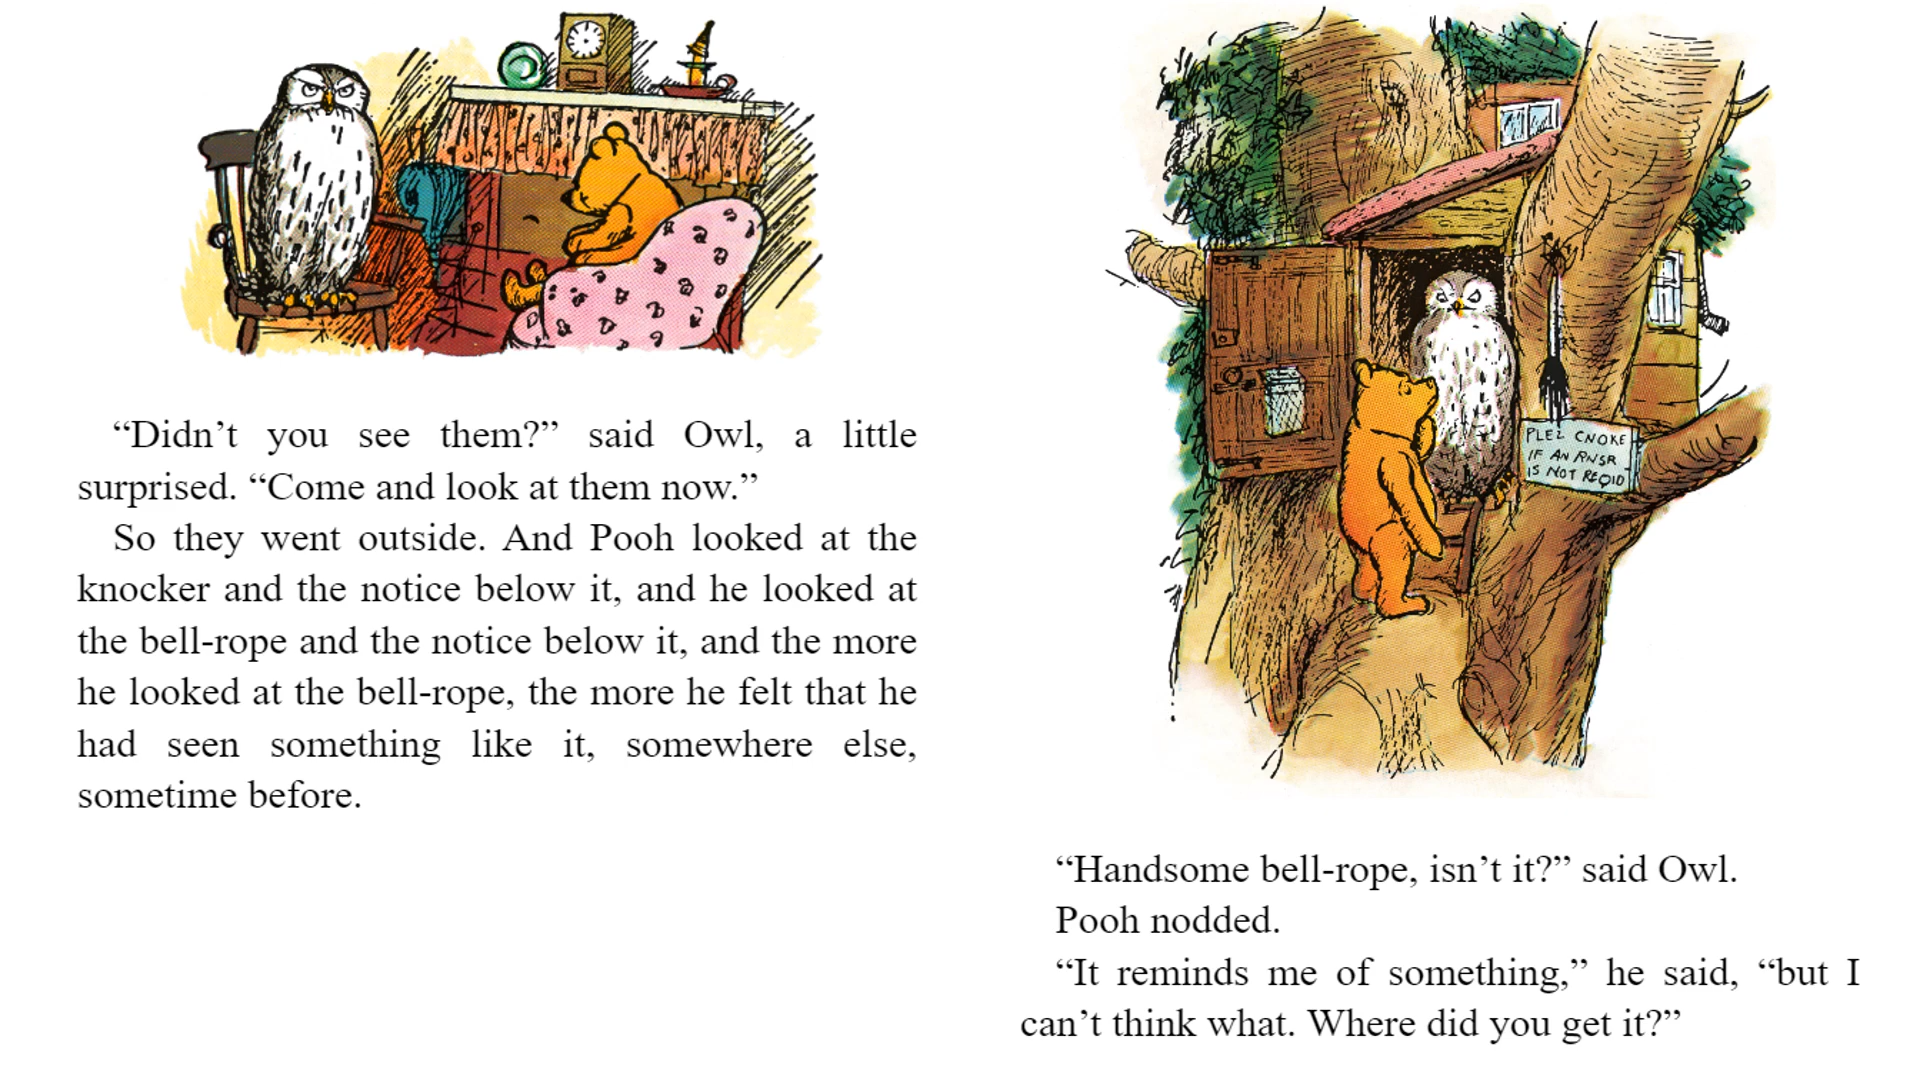 “Didn’t you see them?” said Owl, a little
surprised. “Come and look at them now.”
So they went outside. And Pooh looked at the
knocker and the notice below it, and he looked at
the bell-rope and the notice below it, and the more
he looked at the bell-rope, the more he felt that he
had seen something like it, somewhere else,
sometime before.
PLEZ CNOKE
IF AN RNSR
IS NOT REQID
“Handsome bell-rope, isn’t it?” said Owl.
Pooh nodded.
“It reminds me of something,” he said, “but I
can’t think what. Where did you get it?”